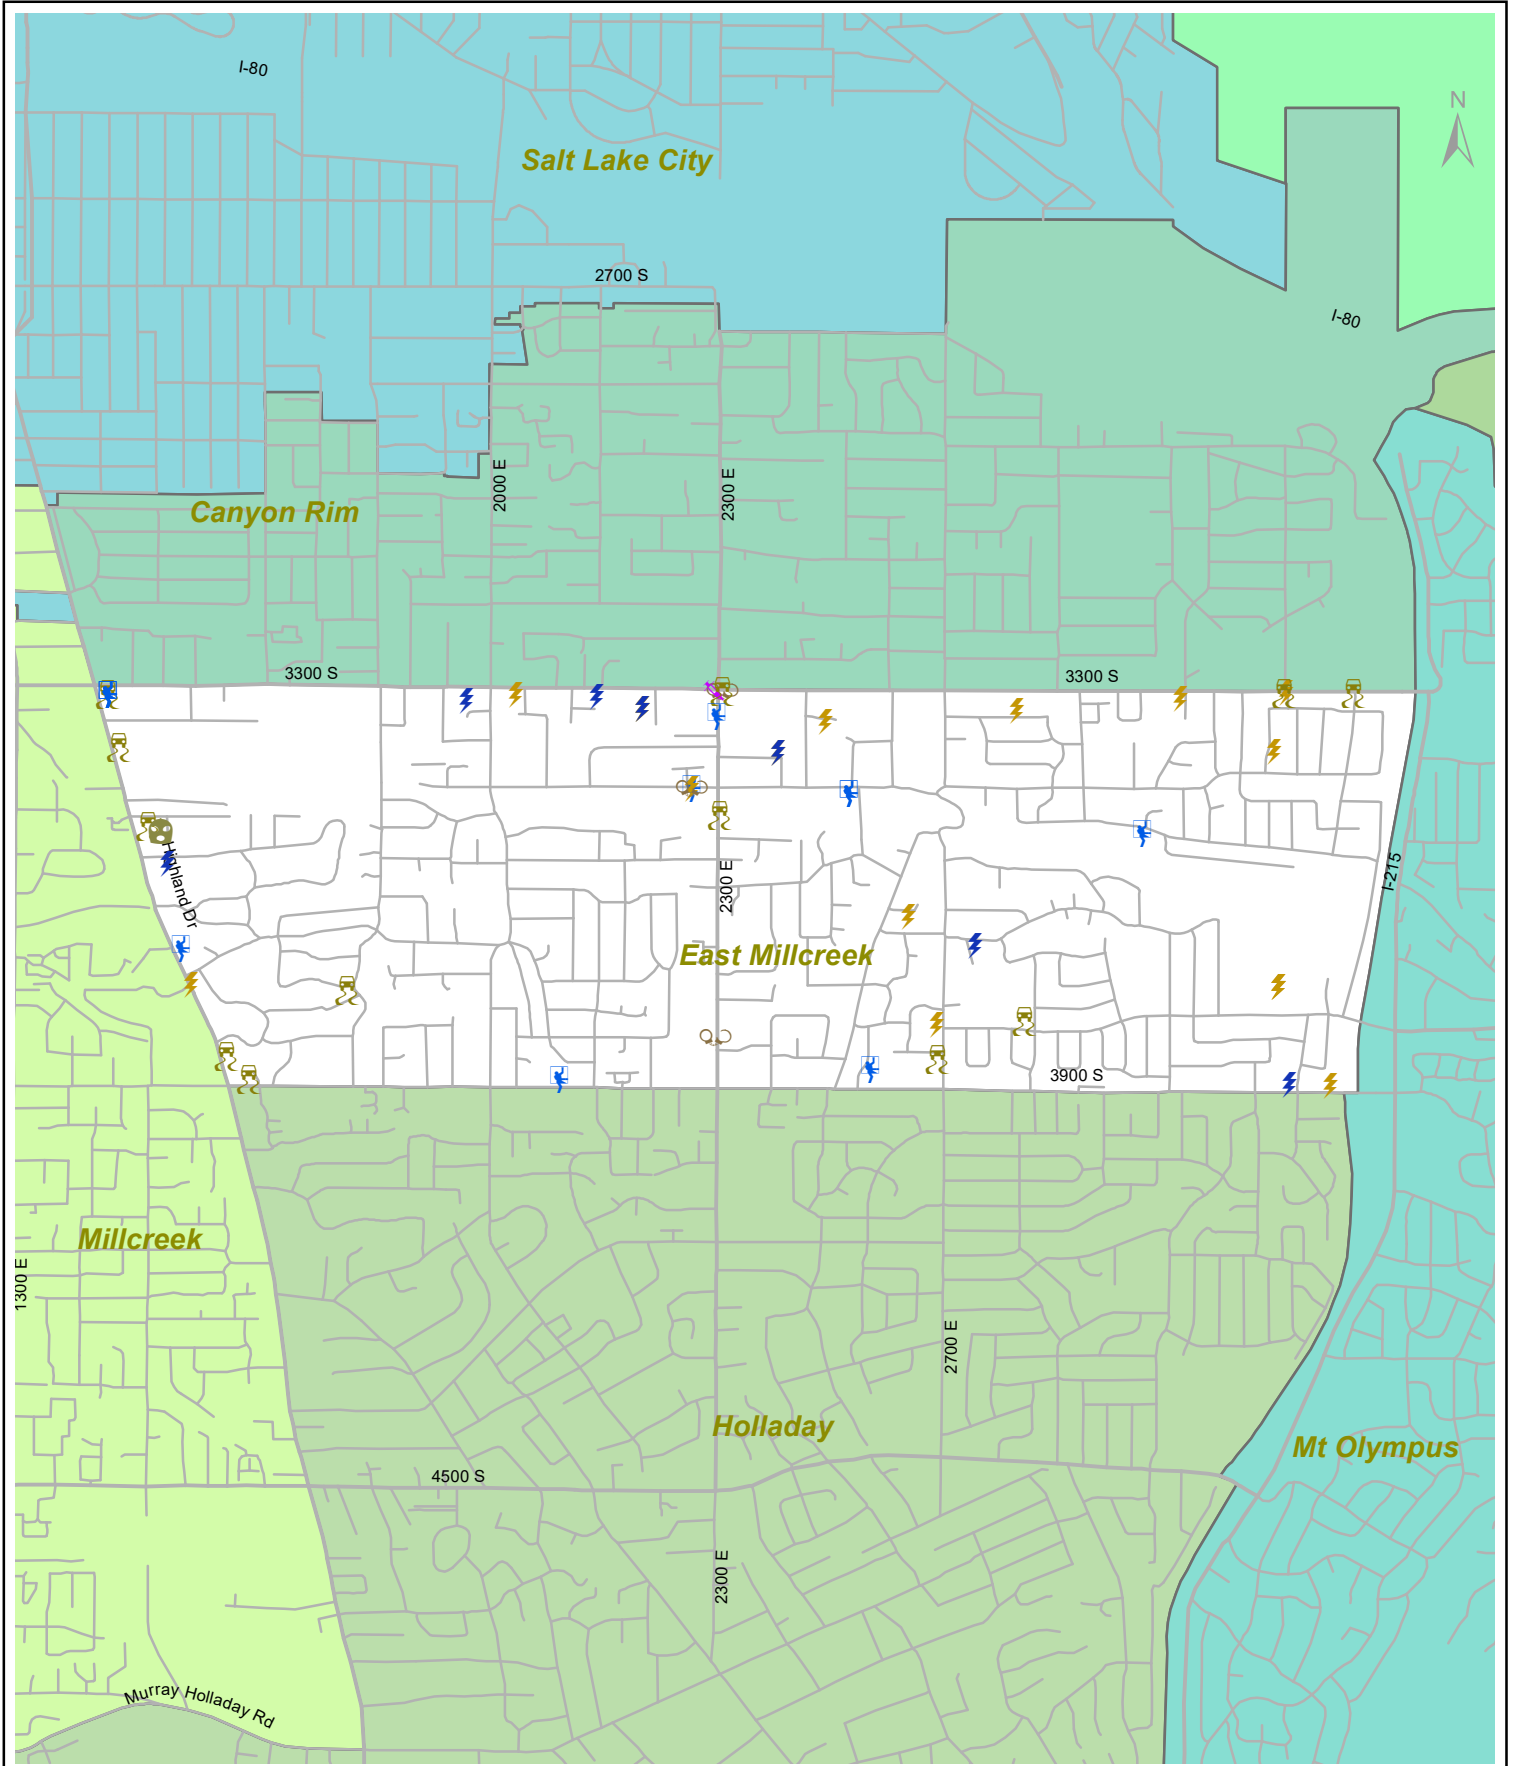 I-80
N
Salt Lake City
2700 S
I-80
2000 E
2300 E
Canyon Rim
3300 S
3300 S
Highland Dr
2300 E
I-215
East Millcreek
3900 S
Millcreek
1300 E
2700 E
Holladay
Mt Olympus
4500 S
2300 E
Murray Holladay Rd